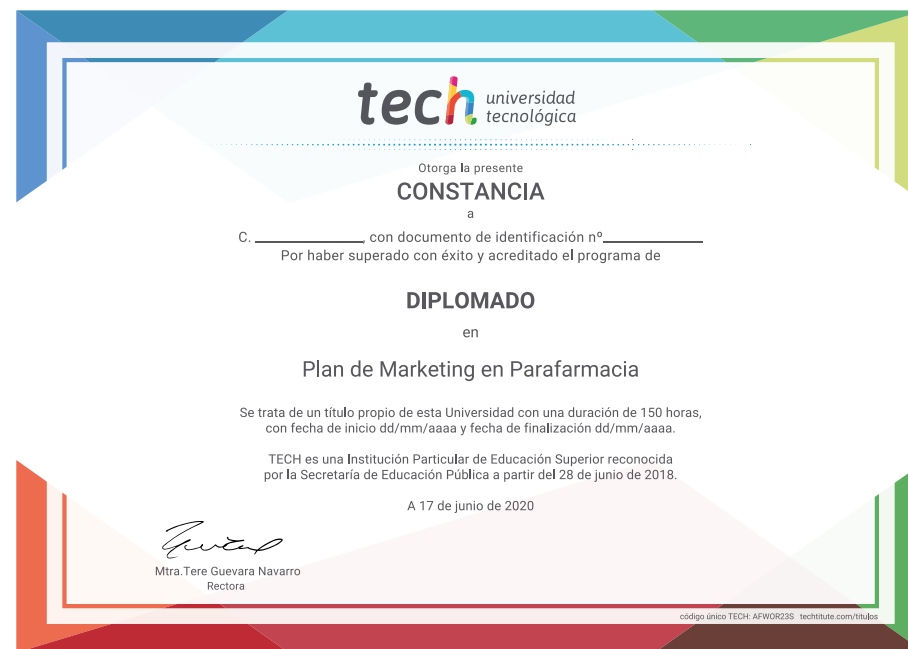 tech universidad
tecnológica
Otorga la presente
CONSTANCIA
a
C. ______________, con documento de identificación nº_____________
Por haber superado con éxito y acreditado el programa de
DIPLOMADO
en
Plan de Marketing en Parafarmacia
Se trata de un título propio de esta Universidad con una duración de 150 horas,
con fecha de inicio dd/mm/aaaa y fecha de finalización dd/mm/aaaa.
TECH es una Institución Particular de Educación Superior reconocida
por la Secretaría de Educación Pública a partir del 28 de junio de 2018.
A 17 de junio de 2020
Mtra.Tere Guevara Navarro
Rectora
código único TECH: AFWOR23S techtitute.com/titulos